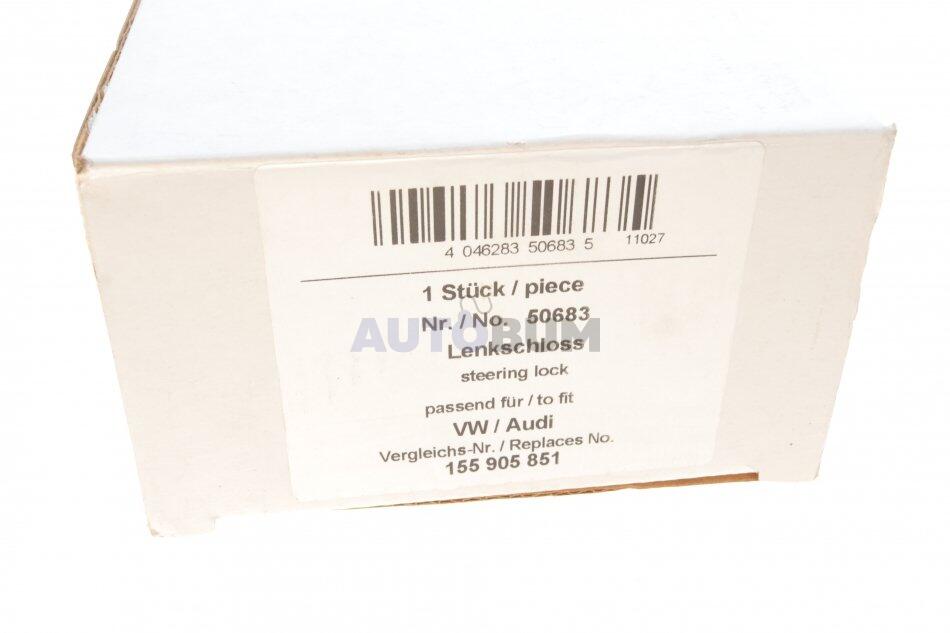 4 046283 50683 5 11027
1 Stück / piece
Nr. / No. 50683
AUTOBUM
Lenkschloss
steering lock
passend für / to fit
VW / Audi
Vergleichs-Nr. / Replaces No.
155 905 851